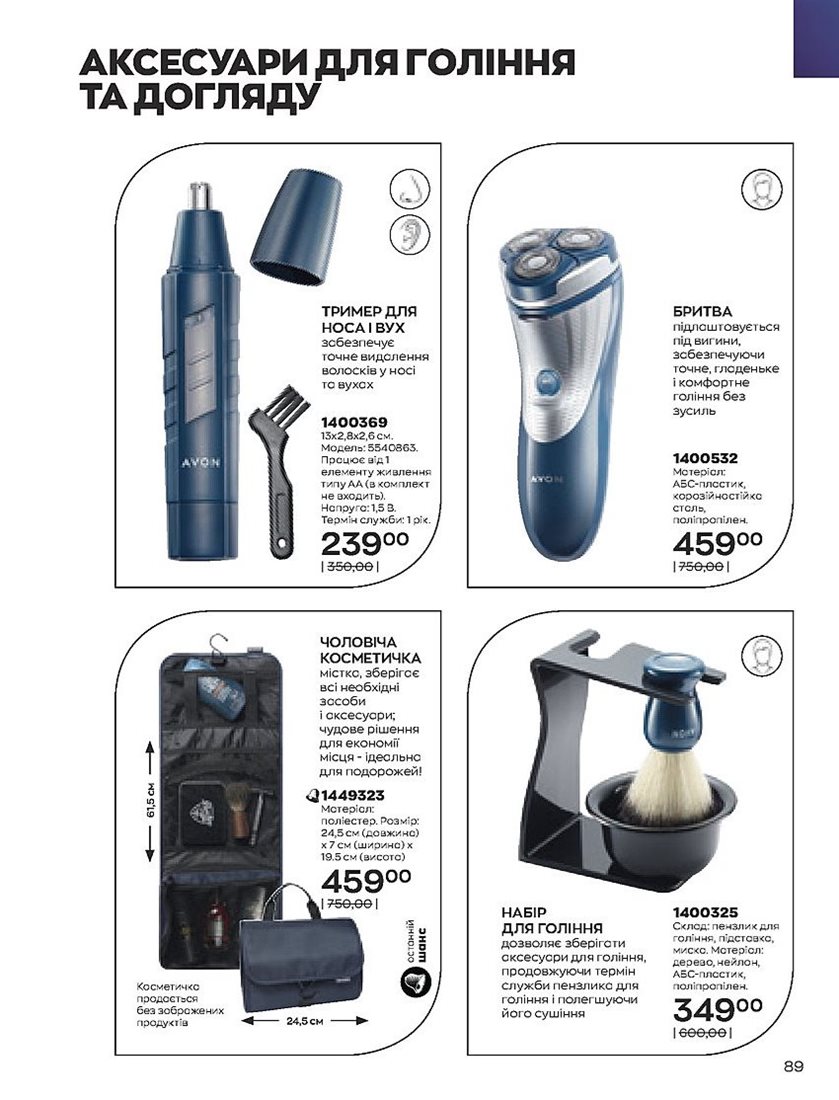 АКСЕСУАРИ ДЛЯ ГОЛІННЯ
ТА ДОГЛЯДУ
ТРИМЕР ДЛЯ
НОСА І ВУХ
забезпечує
точне видалення
волосків у носі
та вухах
1400369
13x2,8x2,6 см.
Модель: 5540863.
Працює від 1
елементу живлення
типу АА (в комплект
не входить).
Напруга: 1,5 В.
Термін служби: 1 рік.
239⁰⁰
|350,00|
AVON
БРИТВА
підлаштовується
під вигини,
забезпечуючи
точне, гладеньке
і комфортне
гоління без
зусиль
1400532
Матеріал:
АБС-пластик,
корозійностійка
сталь,
поліпропілен.
459⁰⁰
|750,00|
AVON
ЧОЛОВІЧА
КОСМЕТИЧКА
містка, зберігає
всі необхідні
засоби
і аксесуари;
чудове рішення
для економії
місця - ідеальна
для подорожей!
1449323
Матеріал:
поліестер. Розмір:
24,5 см (довжина)
х 7 см (ширина) х
19.5 см (висота)
459⁰⁰
|750,00|
61,5 см
останній
шанс
Косметичка
продається
без зображених
продуктів
24,5 см
AVON
НАБІР
ДЛЯ ГОЛІННЯ
дозволяє зберігати
аксесуари для гоління,
продовжуючи термін
служби пензлика для
гоління і полегшуючи
його сушіння
1400325
Склад: пензлик для
гоління, підставка,
миска. Матеріал:
дерево, нейлон,
АБС-пластик,
поліпропілен.
349⁰⁰
|600,00|
89